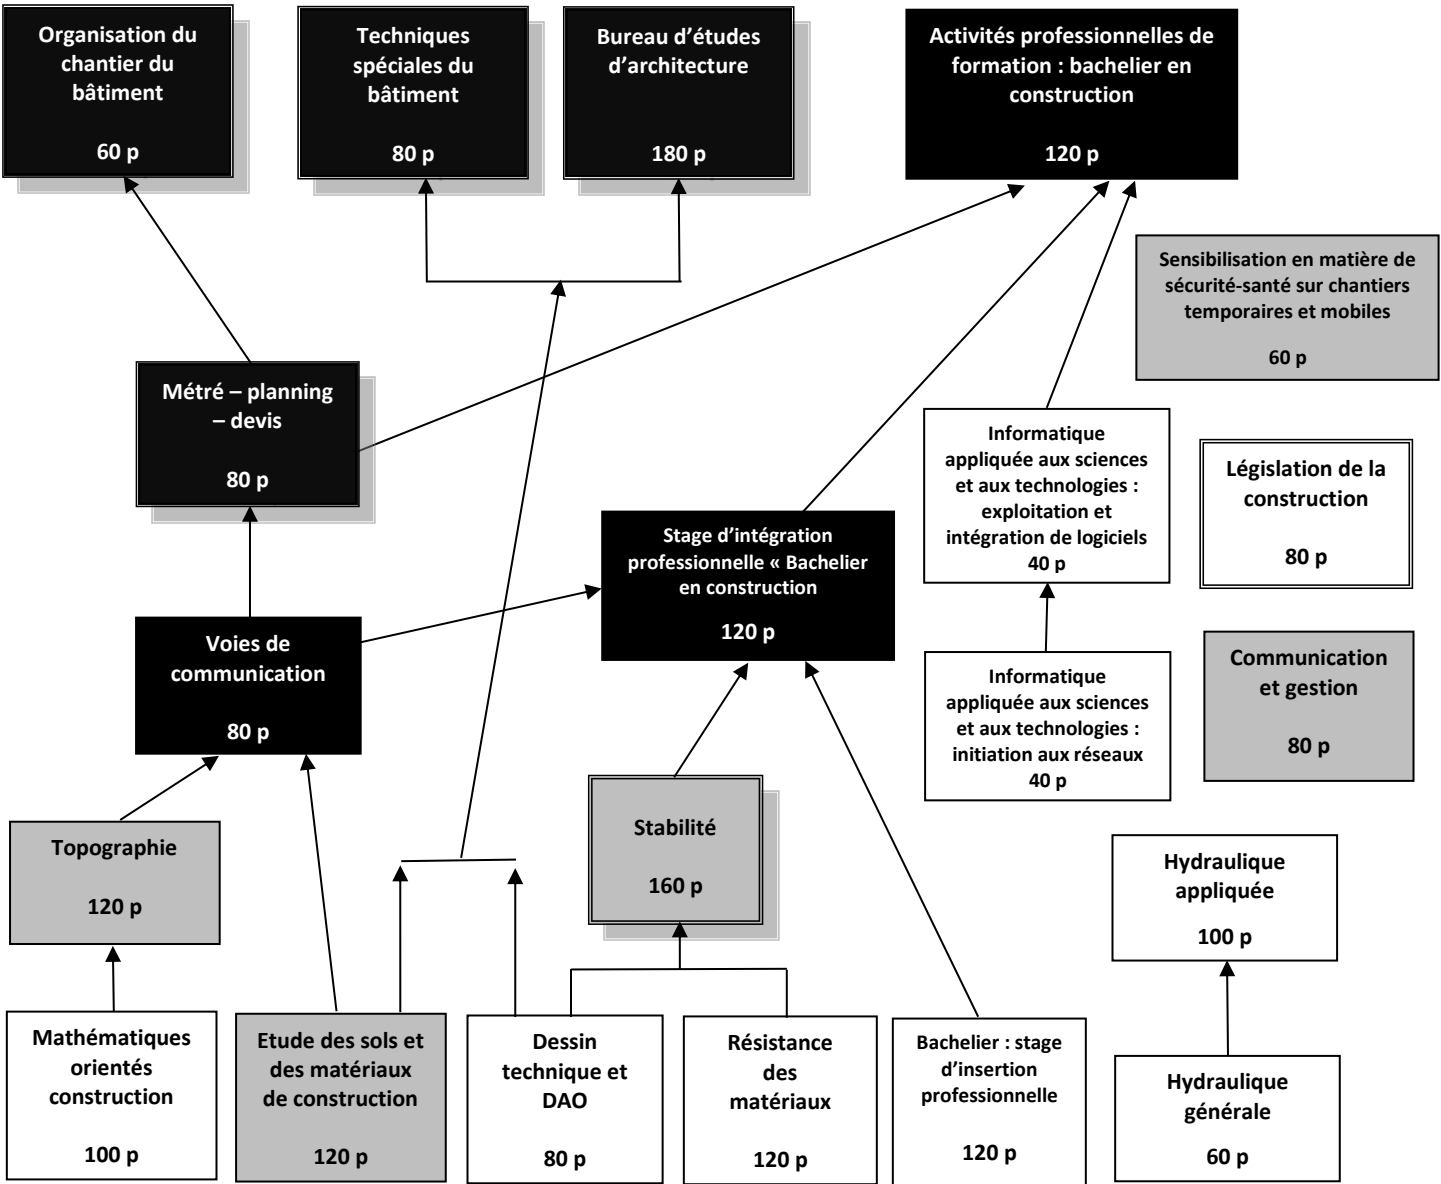 Organisation du
chantier du
bâtiment
60 p
Techniques
spéciales du
bâtiment
80 p
Bureau d’études
d’architecture
180 p
Activités professionnelles de
formation : bachelier en
construction
120 p
Sensibilisation en matière de
sécurité-santé sur chantiers
temporaires et mobiles
60 p
Métré – planning
– devis
80 p
Informatique
appliquée aux sciences
et aux technologies :
exploitation et
intégration de logiciels
40 p
Législation de la
construction
80 p
Stage d’intégration
professionnelle « Bachelier
en construction
120 p
Voies de
communication
80 p
Informatique
appliquée aux sciences
et aux technologies :
initiation aux réseaux
40 p
Communication
et gestion
80 p
Topographie
120 p
Stabilité
160 p
Hydraulique
appliquée
100 p
Mathématiques
orientés
construction
100 p
Etude des sols et
des matériaux
de construction
120 p
Dessin
technique et
DAO
80 p
Résistance
des
matériaux
120 p
Bachelier : stage
d’insertion
professionnelle
120 p
Hydraulique
générale
60 p